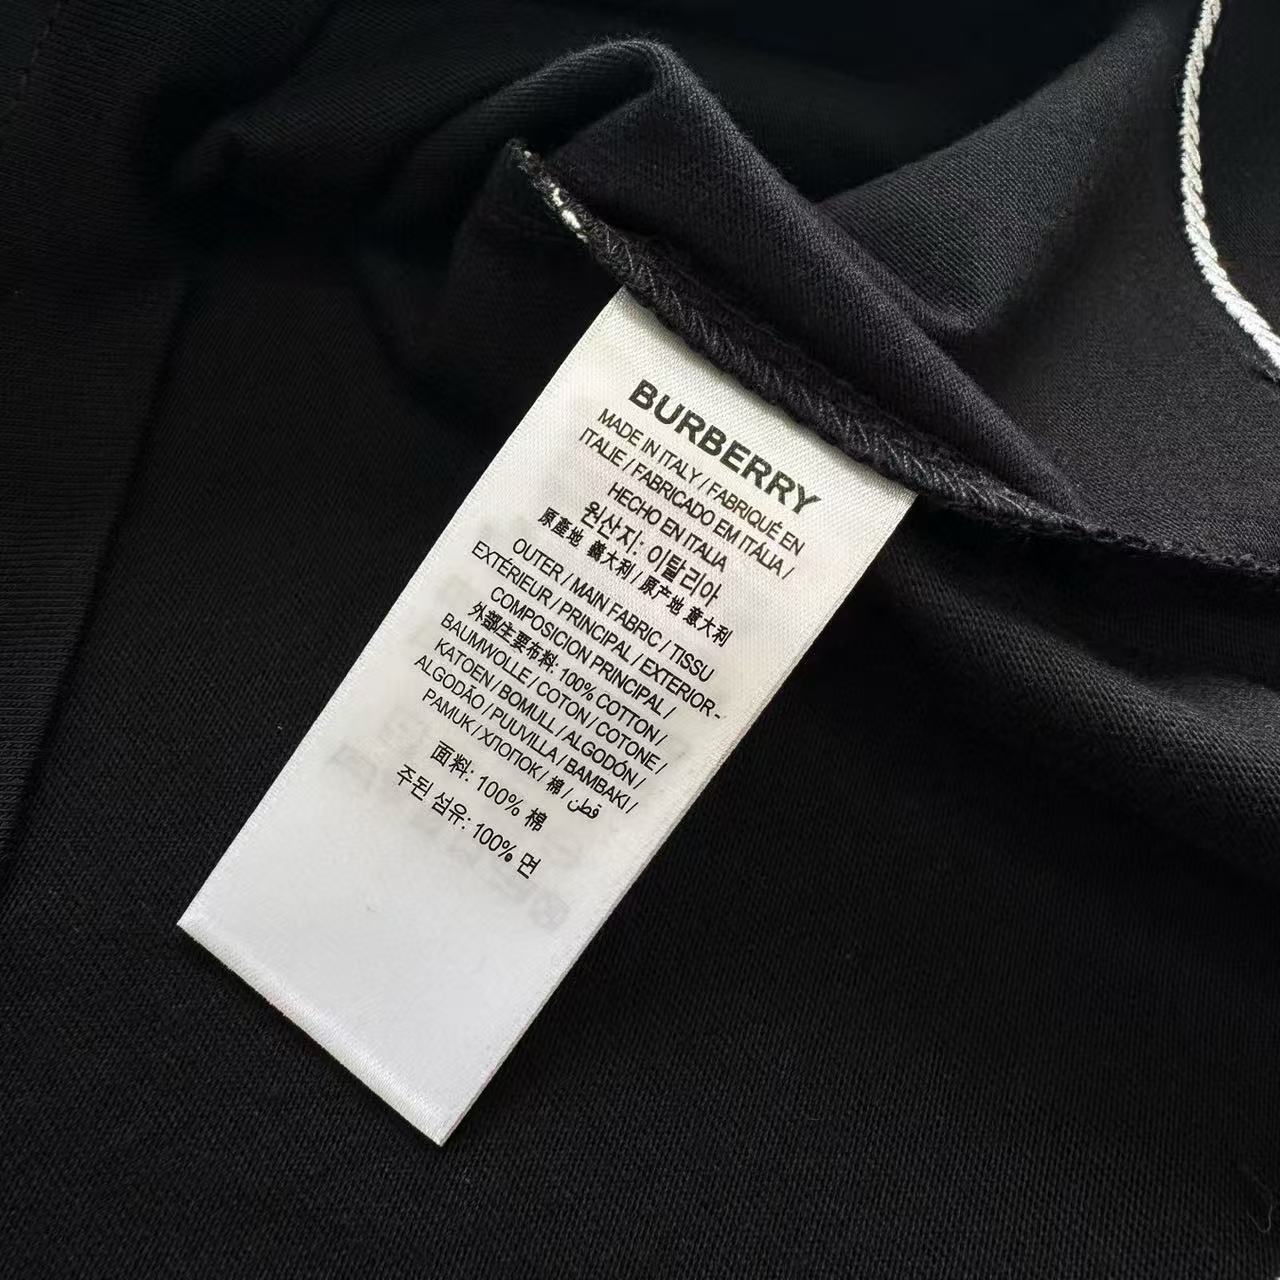 BURBERRY
MADE IN ITALY / FABRIQUÉ EN
ITALIE / FABRICADO EM ITÁLIA /
HECHO EN ITALIA
원산지: 이탈리아
原產地 義大利 / 原产地 意大利
OUTER / MAIN FABRIC / TISSU
EXTÉRIEUR / PRINCIPAL / EXTERIOR -
COMPOSICION PRINCIPAL /
外部主要布料: 100% COTTON /
BAUMWOLLE / COTON / COTONE /
KATOEN / BOMULL / ALGODÓN /
ALGODÃO / PUUVILLA / BAMBAKI /
PAMUK / ХЛОПОК / 棉 / قطن
面料: 100% 棉
주된 섬유: 100% 면